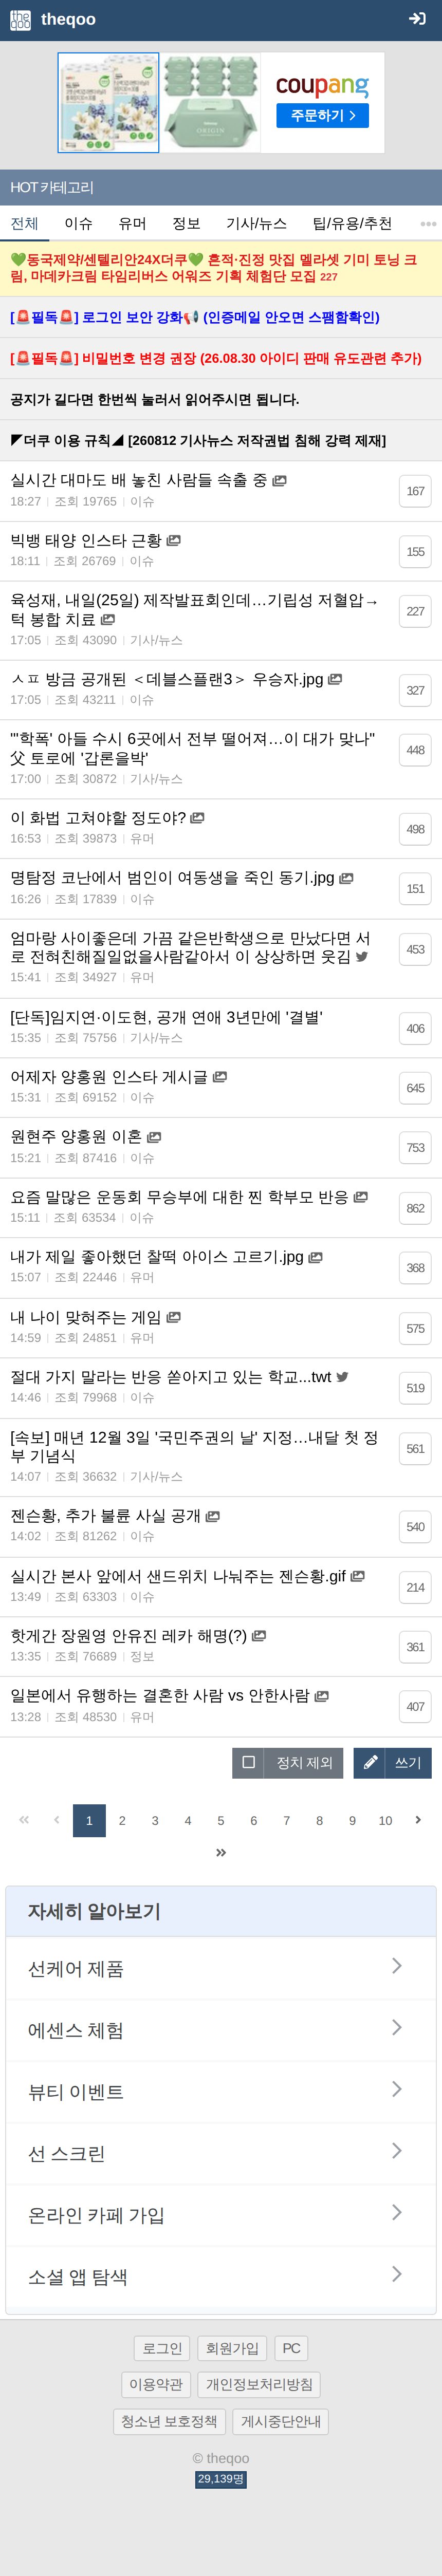 theqoo
coupang
주문하기 >
HOT 카테고리
전체 이슈 유머 정보 기사/뉴스 팁/유용/추천
💚동국제약/센텔리안24X더쿠💚 흔적·진정 맛집 멜라셋 기미 토닝 크
림, 마데카크림 타임리버스 어워즈 기획 체험단 모집 227
[🚨필독🚨] 로그인 보안 강화📢 (인증메일 안오면 스팸함확인)
[🚨필독🚨] 비밀번호 변경 권장 (26.08.30 아이디 판매 유도관련 추가)
공지가 길다면 한번씩 눌러서 읽어주시면 됩니다.
◤더쿠 이용 규칙◢ [260812 기사뉴스 저작권법 침해 강력 제재]
실시간 대마도 배 놓친 사람들 속출 중
167
18:27 조회 19765 이슈
빅뱅 태양 인스타 근황
155
18:11 조회 26769 이슈
육성재, 내일(25일) 제작발표회인데…기립성 저혈압→
턱 봉합 치료
227
17:05 조회 43090 기사/뉴스
ㅅㅍ 방금 공개된 <데블스플랜3> 우승자.jpg
327
17:05 조회 43211 이슈
"'학폭' 아들 수시 6곳에서 전부 떨어져…이 대가 맞나"
父 토로에 '갑론을박'
448
17:00 조회 30872 기사/뉴스
이 화법 고쳐야할 정도야?
498
16:53 조회 39873 유머
명탐정 코난에서 범인이 여동생을 죽인 동기.jpg
151
16:26 조회 17839 이슈
엄마랑 사이좋은데 가끔 같은반학생으로 만났다면 서
로 전혀친해질일없을사람같아서 이 상상하면 웃김
453
15:41 조회 34927 유머
[단독]임지연·이도현, 공개 연애 3년만에 '결별'
406
15:35 조회 75756 기사/뉴스
어제자 양홍원 인스타 게시글
645
15:31 조회 69152 이슈
원현주 양홍원 이혼
753
15:21 조회 87416 이슈
요즘 말많은 운동회 무승부에 대한 찐 학부모 반응
862
15:11 조회 63534 이슈
내가 제일 좋아했던 찰떡 아이스 고르기.jpg
368
15:07 조회 22446 유머
내 나이 맞혀주는 게임
575
14:59 조회 24851 유머
절대 가지 말라는 반응 쏟아지고 있는 학교...twt
519
14:46 조회 79968 이슈
[속보] 매년 12월 3일 '국민주권의 날' 지정…내달 첫 정
부 기념식
561
14:07 조회 36632 기사/뉴스
젠슨황, 추가 불륜 사실 공개
540
14:02 조회 81262 이슈
실시간 본사 앞에서 샌드위치 나눠주는 젠슨황.gif
214
13:49 조회 63303 이슈
핫게간 장원영 안유진 레카 해명(?)
361
13:35 조회 76689 정보
일본에서 유행하는 결혼한 사람 vs 안한사람
407
13:28 조회 48530 유머
정치 제외 쓰기
1 2 3 4 5 6 7 8 9 10
자세히 알아보기
선케어 제품
에센스 체험
뷰티 이벤트
선 스크린
온라인 카페 가입
소셜 앱 탐색
로그인 회원가입 PC
이용약관 개인정보처리방침
청소년 보호정책 게시중단안내
© theqoo
29,139명